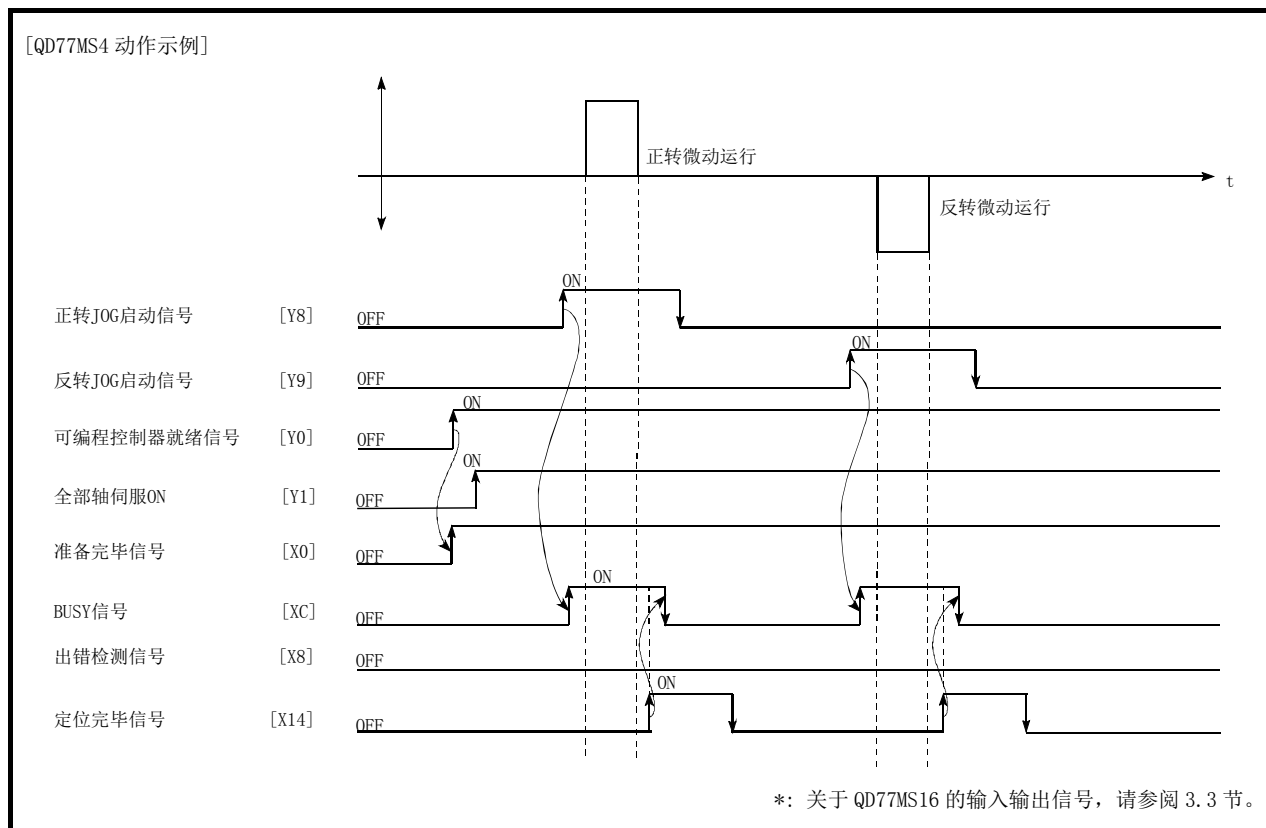 [QD77MS4 动作示例]
正转微动运行
t
反转微动运行
ON
正转JOG启动信号 [Y8] OFF
ON
反转JOG启动信号 [Y9] OFF
ON
可编程控制器就绪信号 [Y0] OFF
ON
全部轴伺服ON [Y1] OFF
准备完毕信号 [X0] OFF
ON
BUSY信号 [XC] OFF
出错检测信号 [X8] OFF
ON
定位完毕信号 [X14] OFF
*: 关于 QD77MS16 的输入输出信号，请参阅 3.3 节。